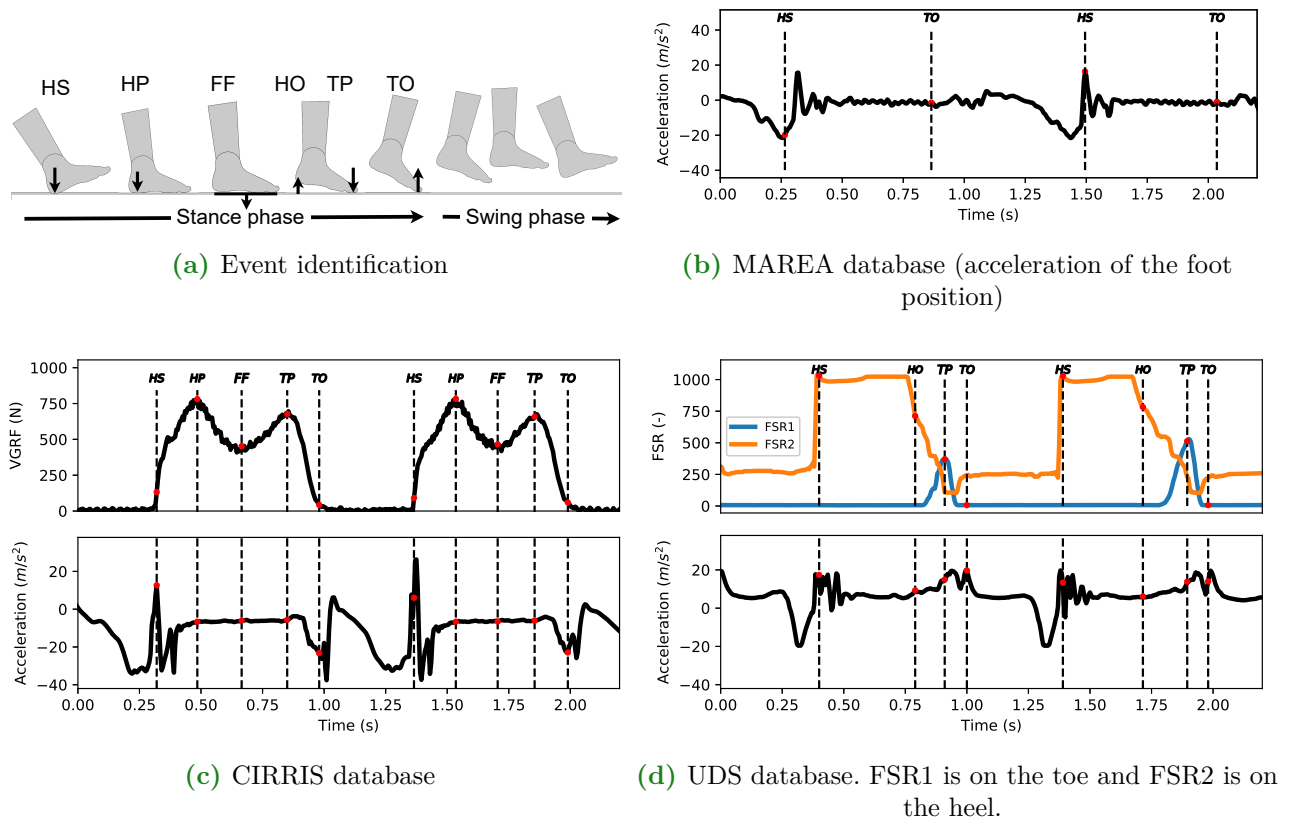 HS HP FF HO TP TO
Stance phase Swing phase
(a) Event identification
HS TO HS TO
40
20
0
−20
−40
Acceleration (m/s²)
0.00 0.25 0.50 0.75 1.00 1.25 1.50 1.75 2.00
Time (s)
(b) MAREA database (acceleration of the foot
position)
HS HP FF TP TO HS HP FF TP TO
1000
750
500
250
0
VGRF (N)
20
0
−20
−40
Acceleration (m/s²)
0.00 0.25 0.50 0.75 1.00 1.25 1.50 1.75 2.00
Time (s)
(c) CIRRIS database
HS HO TP TO HS HO TP TO
1000
750
500
250
0
FSR (-)
FSR1
FSR2
40
20
0
−20
−40
Acceleration (m/s²)
0.00 0.25 0.50 0.75 1.00 1.25 1.50 1.75 2.00
Time (s)
(d) UDS database. FSR1 is on the toe and FSR2 is on
the heel.